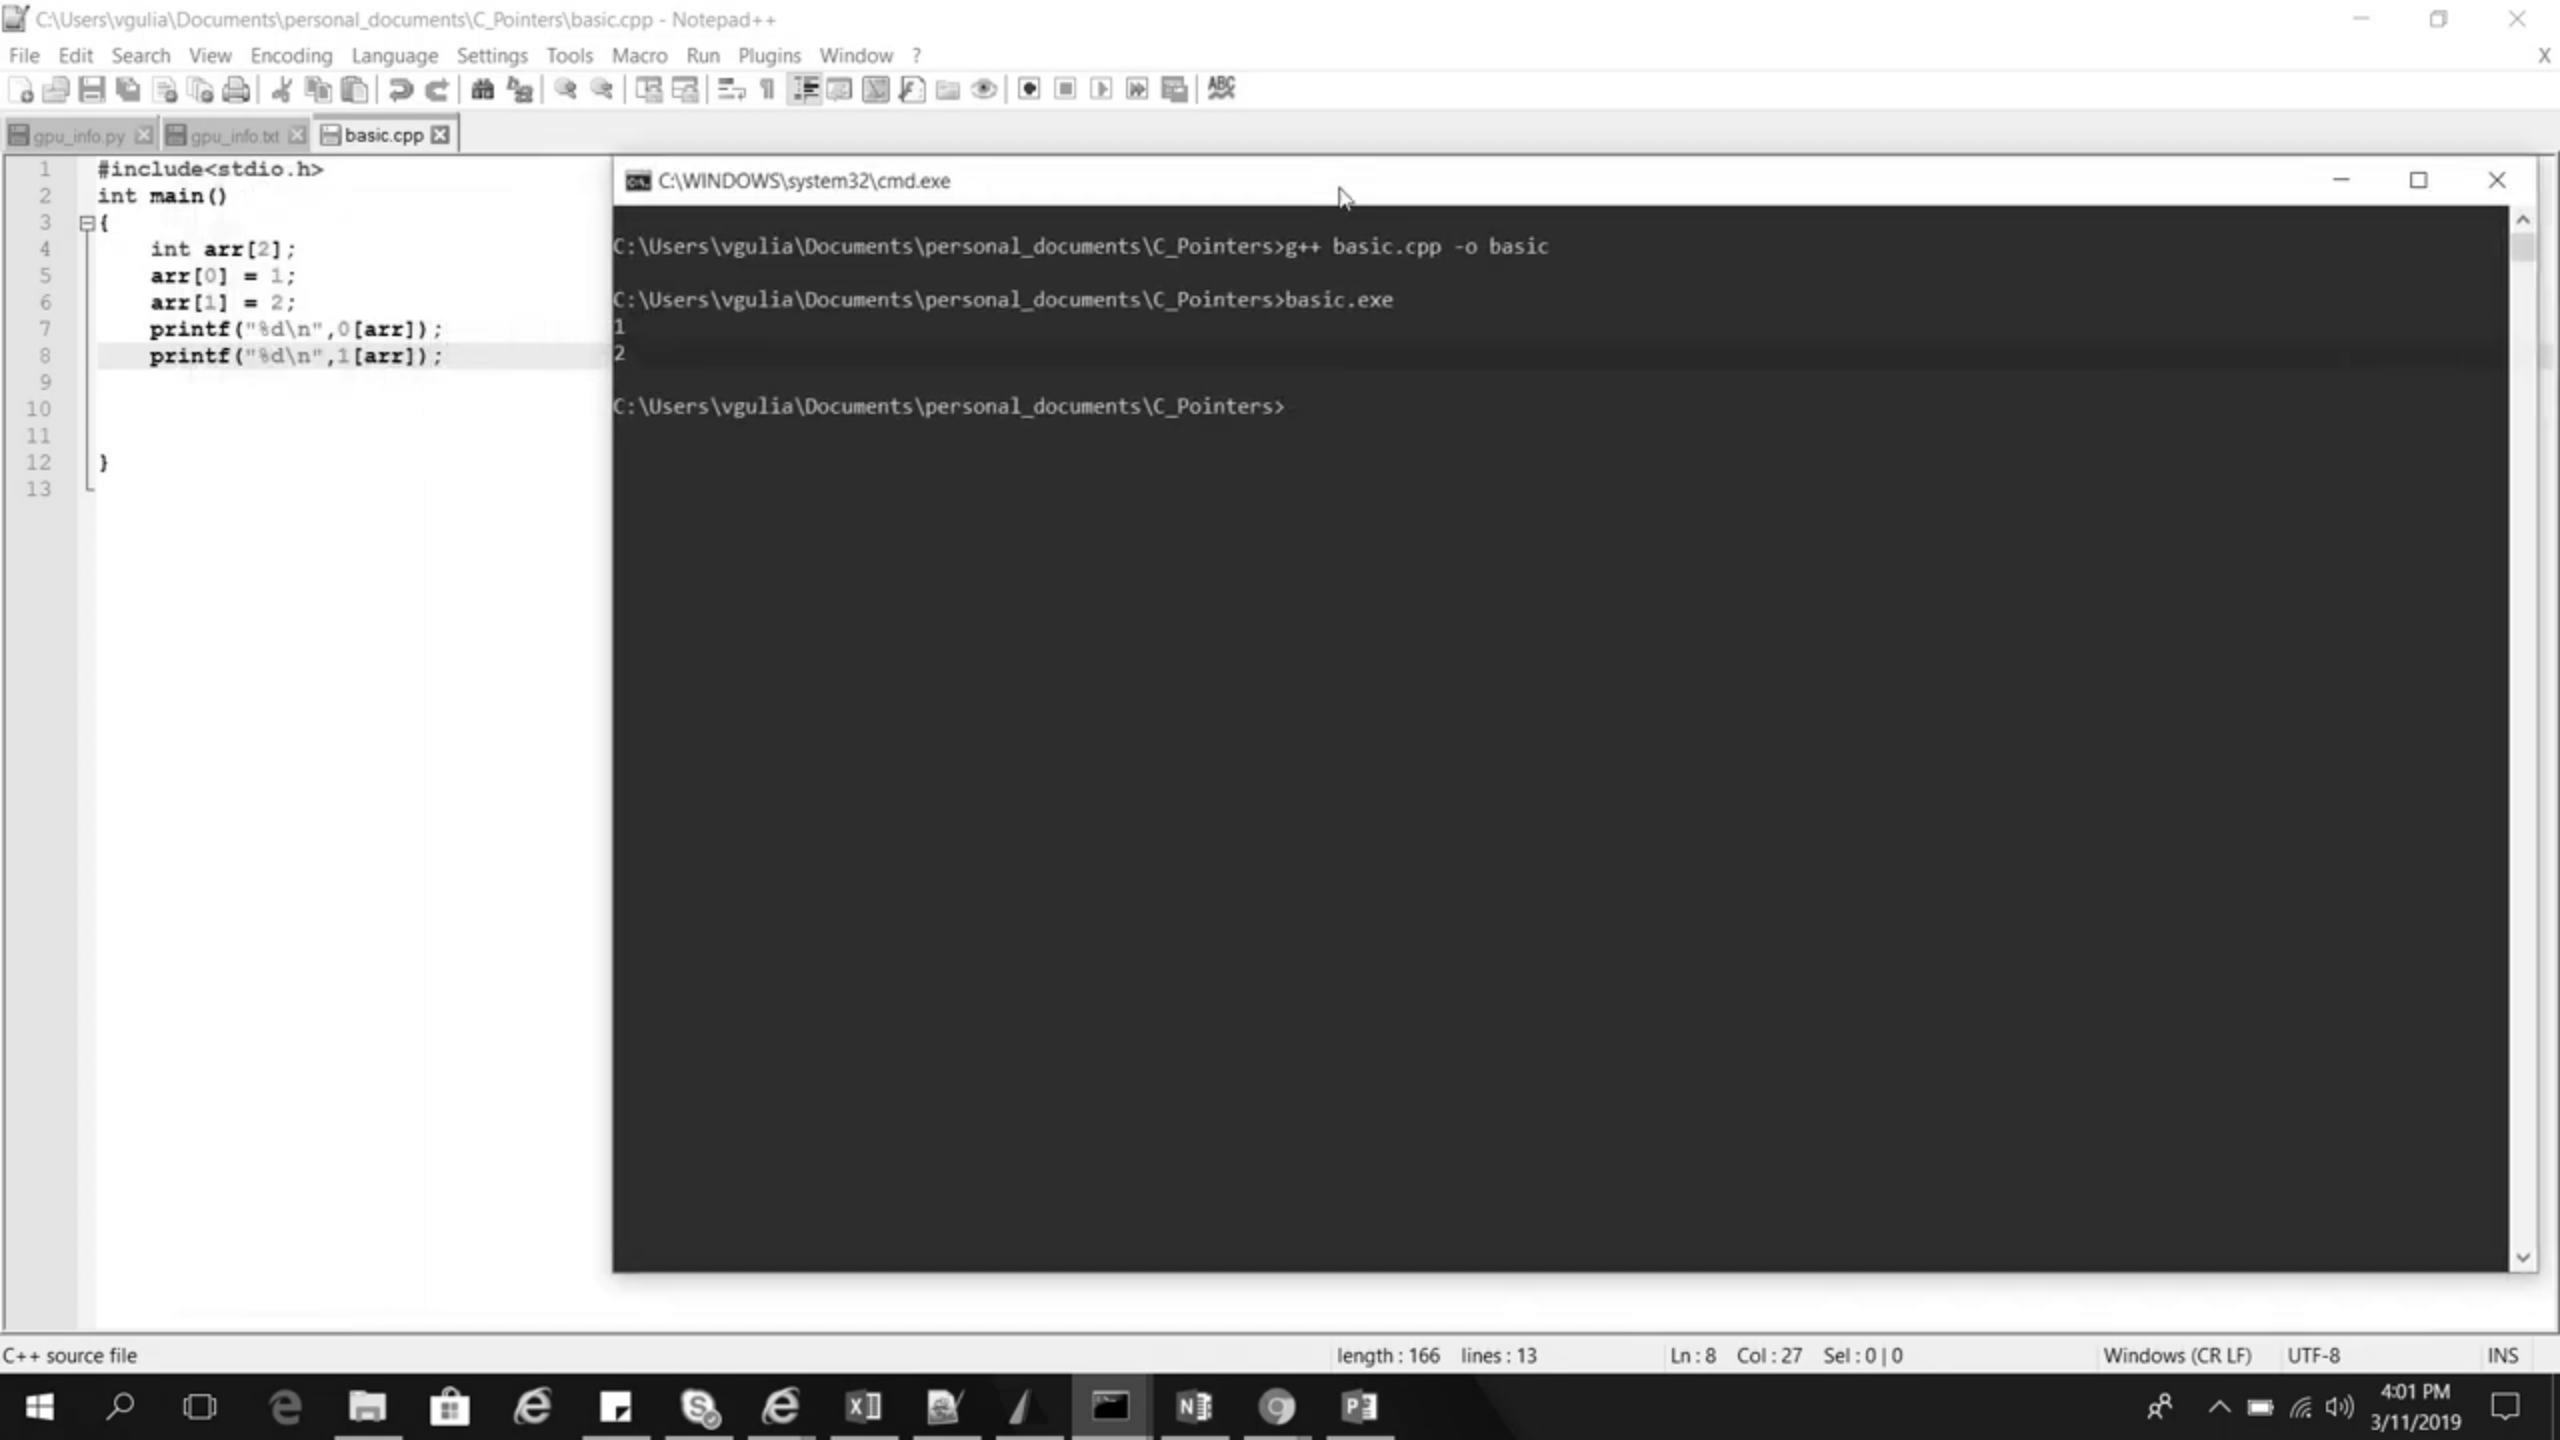 C:\Users\vgulia\Documents\personal_documents\C_Pointers\basic.cpp - Notepad++
File Edit Search View Encoding Language Settings Tools Macro Run Plugins Window ?
X
ABC
gpu_info.py gpu_info.txt basic.cpp
1 #include<stdio.h>
2 int main()
3 {
4 int arr[2];
5 arr[0] = 1;
6 arr[1] = 2;
7 printf("%d\n",0[arr]);
8 printf("%d\n",1[arr]);
9
10
11
12 }
13
C:\WINDOWS\system32\cmd.exe
C:\Users\vgulia\Documents\personal_documents\C_Pointers>g++ basic.cpp -o basic
C:\Users\vgulia\Documents\personal_documents\C_Pointers>basic.exe
1
2
C:\Users\vgulia\Documents\personal_documents\C_Pointers>
C++ source file length : 166 lines : 13 Ln : 8 Col : 27 Sel : 0 | 0 Windows (CR LF) UTF-8 INS
4:01 PM
3/11/2019